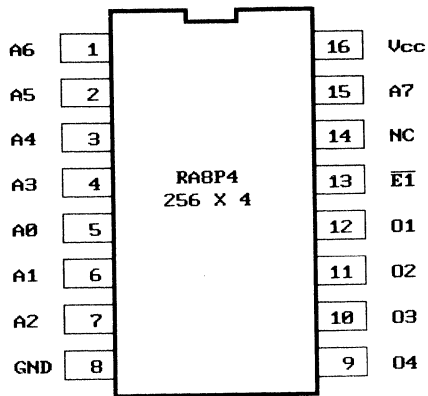 A6 1 16 Vcc
A5 2 15 A7
A4 3 14 NC
A3 4 RA8P4 13 E̅1̅
256 X 4
A0 5 12 O1
A1 6 11 O2
A2 7 10 O3
GND 8 9 O4